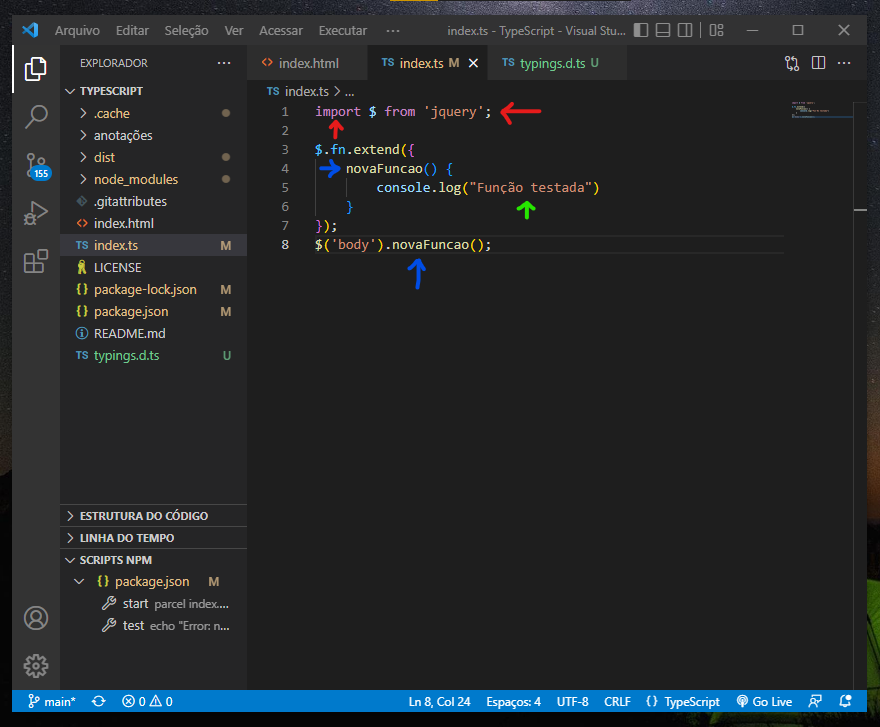 Arquivo Editar Seleção Ver Acessar Executar ··· index.ts - TypeScript - Visual Stu...
EXPLORADOR ···
index.html TS index.ts M TS typings.d.ts U ···
TYPESCRIPT
TS index.ts > ...
.cache
anotações
dist
node_modules
.gitattributes
index.html
TS index.ts M
LICENSE
{} package-lock.json M
{} package.json M
README.md
TS typings.d.ts U
155
1 import $ from 'jquery';
2
3 $.fn.extend({
4 novaFuncao() {
5 console.log("Função testada")
6 }
7 });
8 $('body').novaFuncao();
ESTRUTURA DO CÓDIGO
LINHA DO TEMPO
SCRIPTS NPM
{} package.json M
start parcel index....
test echo "Error: n...
main* 0 0 Ln 8, Col 24 Espaços: 4 UTF-8 CRLF {} TypeScript Go Live